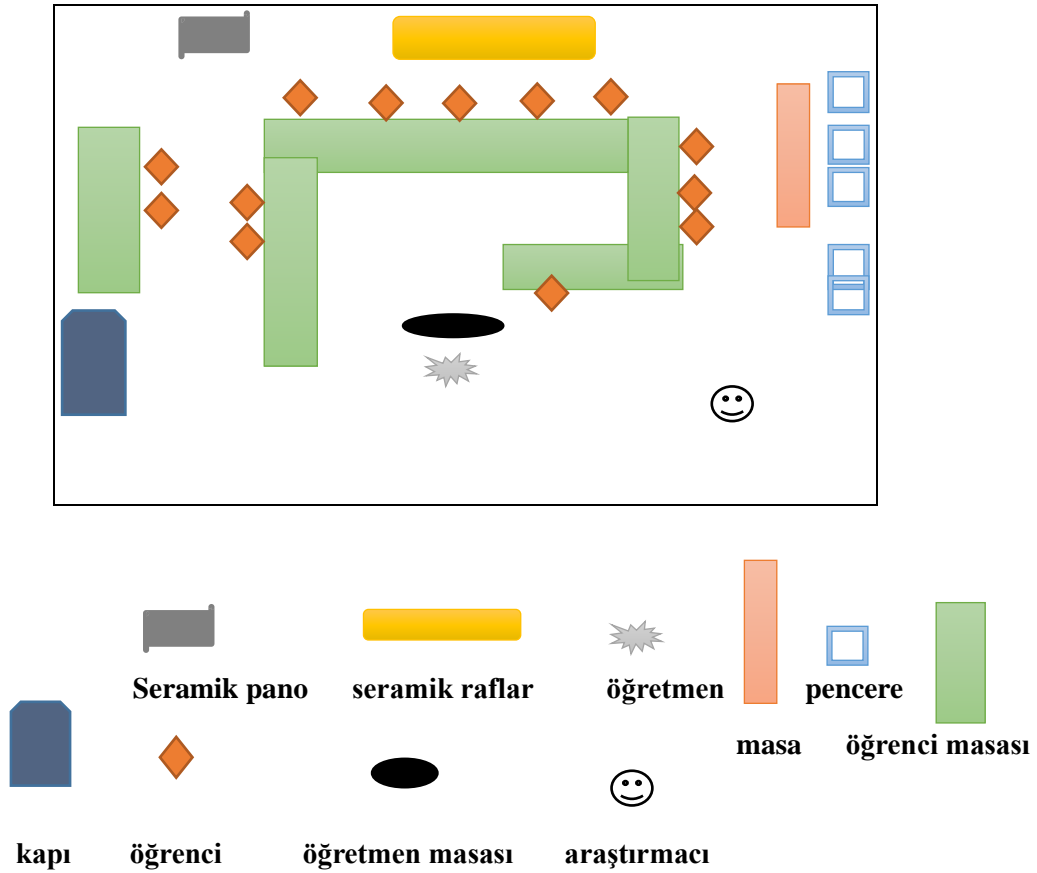 Seramik pano seramik raflar öğretmen pencere
masa öğrenci masası
kapı öğrenci öğretmen masası araştırmacı